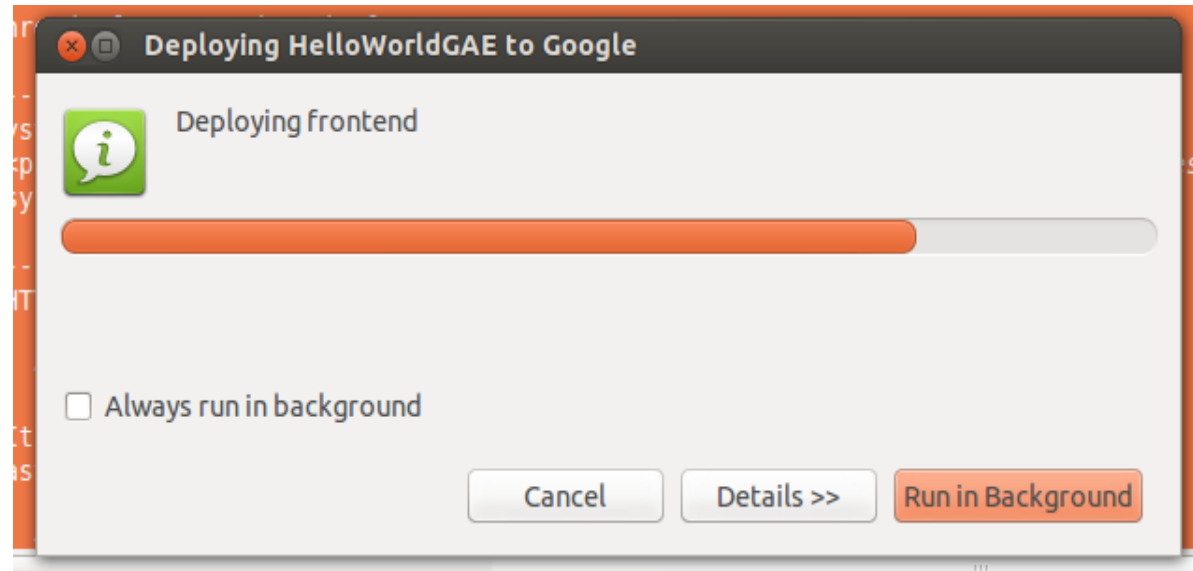 Deploying HelloWorldGAE to Google
Deploying frontend
Always run in background
Cancel
Details >>
Run in Background